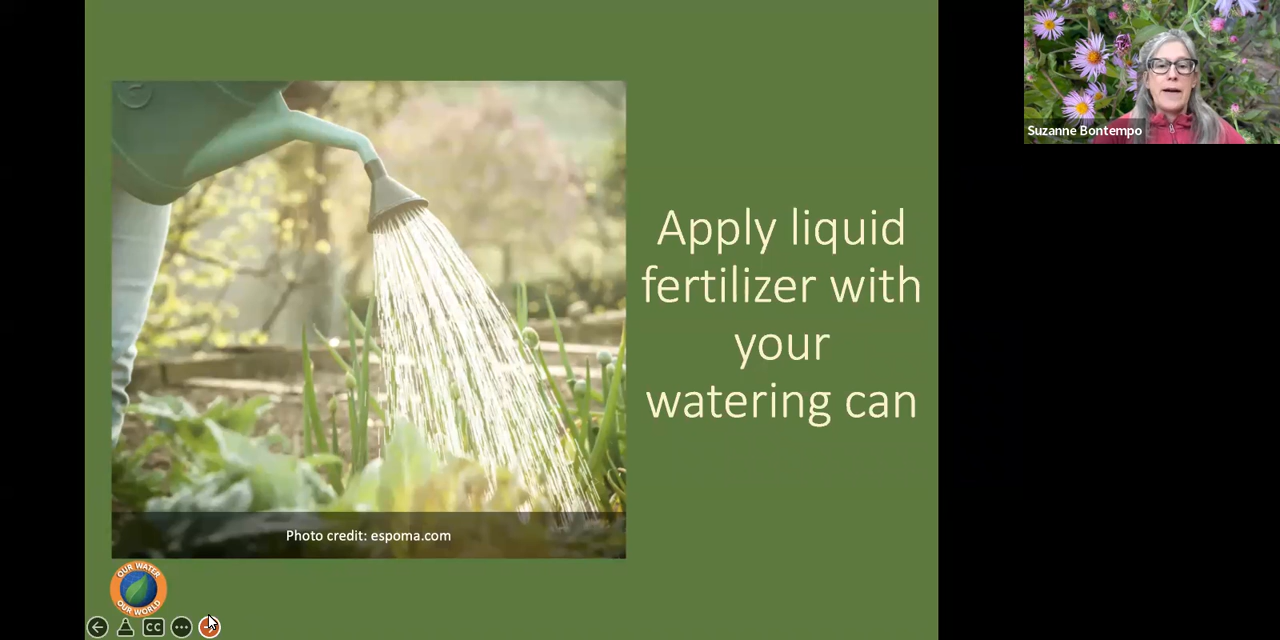 Suzanne Bontempo
Apply liquid
fertilizer with
your
watering can
Photo credit: espoma.com
OUR WATER
OUR WORLD
CC